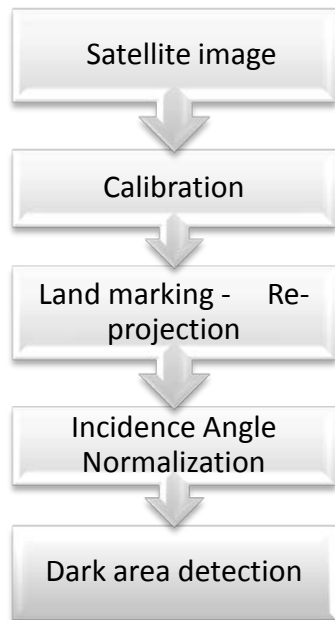 Satellite image
Calibration
Land marking - Re-
projection
Incidence Angle
Normalization
Dark area detection